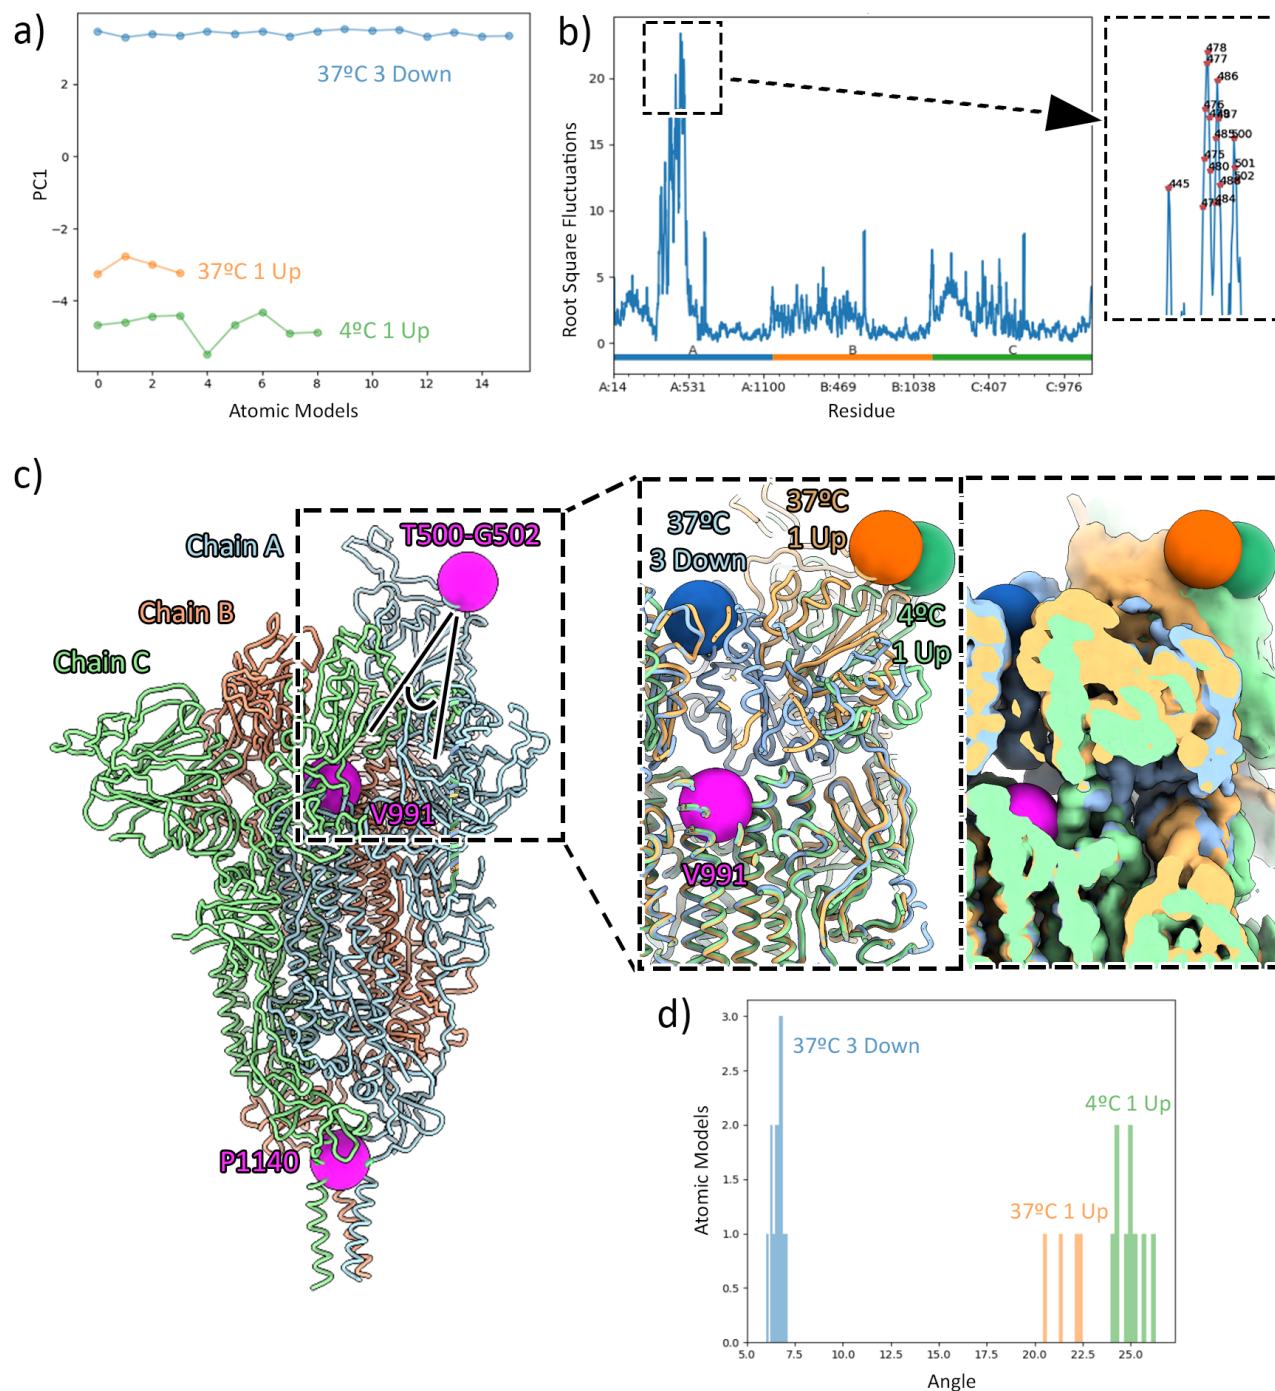 a)
2
0
−2
−4
PC1
37ºC 3 Down
37ºC 1 Up
4ºC 1 Up
0 2 4 6 8 10 12 14
Atomic Models
b)
20
15
10
5
0
Root Square Fluctuations
A B C
A:14 A:531 A:1100 B:469 B:1038 C:407 C:976
Residue
478
477
486
476
487
485 500
475
501
480
502
488
445
484
c)
Chain A
Chain B
Chain C
T500-G502
V991
P1140
37ºC
3 Down
37ºC
1 Up
4ºC
1 Up
V991
d)
3.0
2.5
2.0
1.5
1.0
0.5
0.0
Atomic Models
37ºC 3 Down
4ºC 1 Up
37ºC 1 Up
5.0 7.5 10.0 12.5 15.0 17.5 20.0 22.5 25.0
Angle